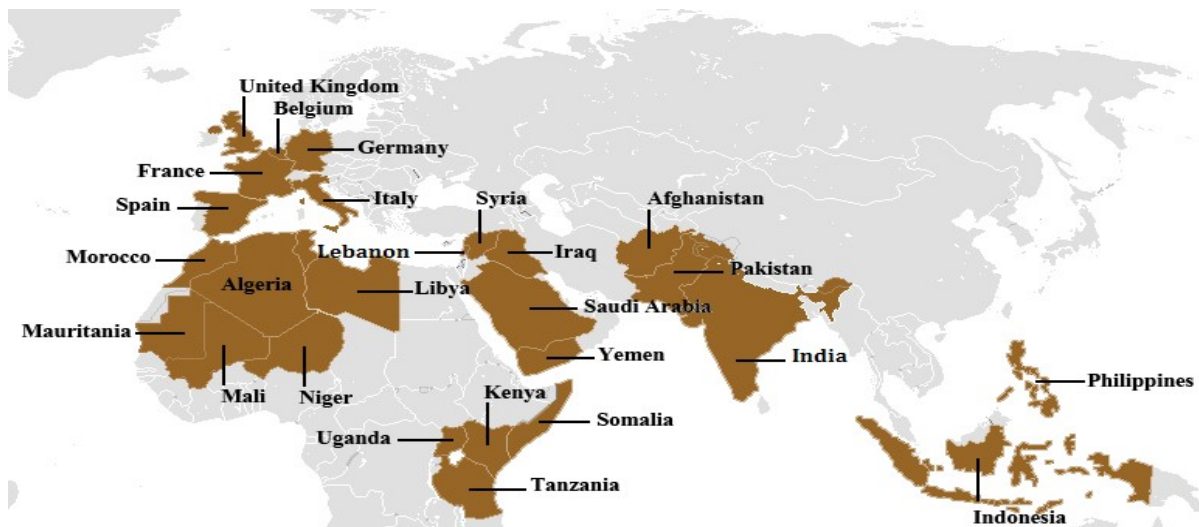 United Kingdom
Belgium
Germany
France
Italy
Spain
Syria
Afghanistan
Morocco
Lebanon
Iraq
Pakistan
Algeria
Libya
Saudi Arabia
Mauritania
Yemen
India
Mali
Niger
Kenya
Philippines
Somalia
Uganda
Tanzania
Indonesia